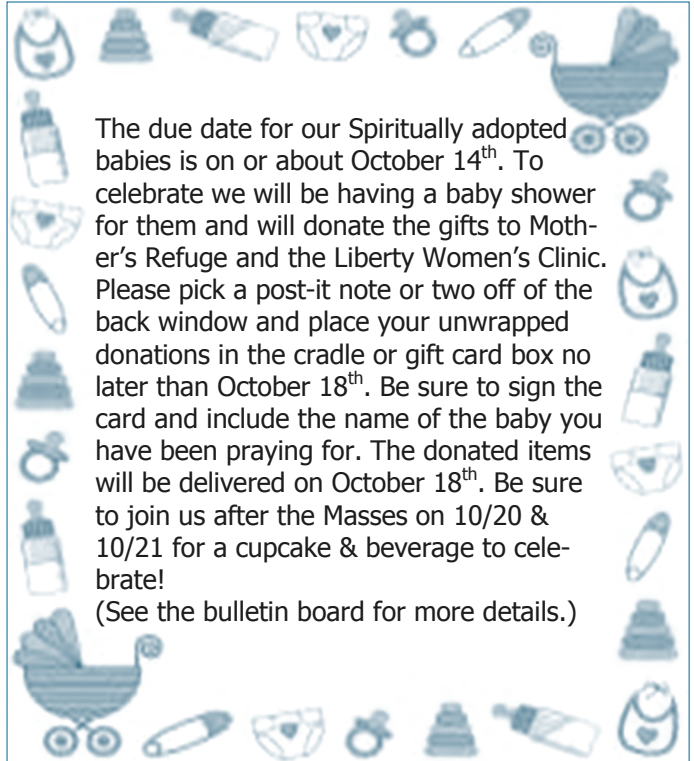 The due date for our Spiritually adopted
babies is on or about October 14th. To
celebrate we will be having a baby shower
for them and will donate the gifts to Moth-
er's Refuge and the Liberty Women's Clinic.
Please pick a post-it note or two off of the
back window and place your unwrapped
donations in the cradle or gift card box no
later than October 18th. Be sure to sign the
card and include the name of the baby you
have been praying for. The donated items
will be delivered on October 18th. Be sure
to join us after the Masses on 10/20 &
10/21 for a cupcake & beverage to cele-
brate!
(See the bulletin board for more details.)